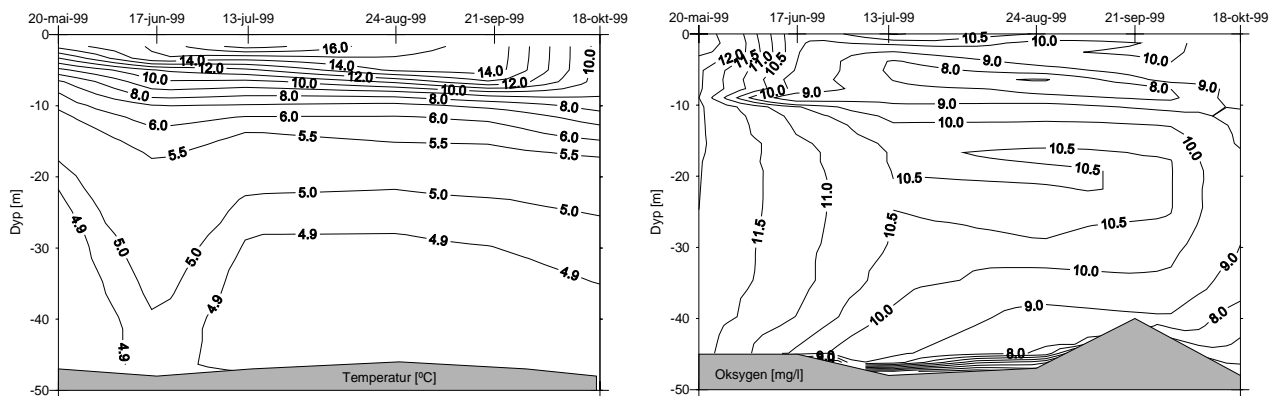 20-mai-99 17-jun-99 13-jul-99 24-aug-99 21-sep-99 18-okt-99
0
-10
-20
-30
-40
-50
Dyp [m]
16.0
14.0 14.0 14.0
12.0 12.0 12.0
10.0
10.0 10.0 10.0
8.0 8.0 8.0 8.0
6.0 6.0 6.0
5.5 5.5 5.5
5.0 5.0 5.0 5.0 5.0
4.9 4.9 4.9 4.9 4.9 4.9
Temperatur [ºC]
20-mai-99 17-jun-99 13-jul-99 24-aug-99 21-sep-99 18-okt-99
0
-10
-20
-30
-40
-50
Dyp [m]
10.5 10.0 10.0
12.0 11.5 11.0 10.5
9.0 9.0
8.0 8.0
10.0 9.0 9.0
10.0 10.0
10.5
10.5
10.5
11.0
11.5
10.5 10.5
10.0
9.0
10.0 9.0 8.0
9.0 8.0
Oksygen [mg/l]